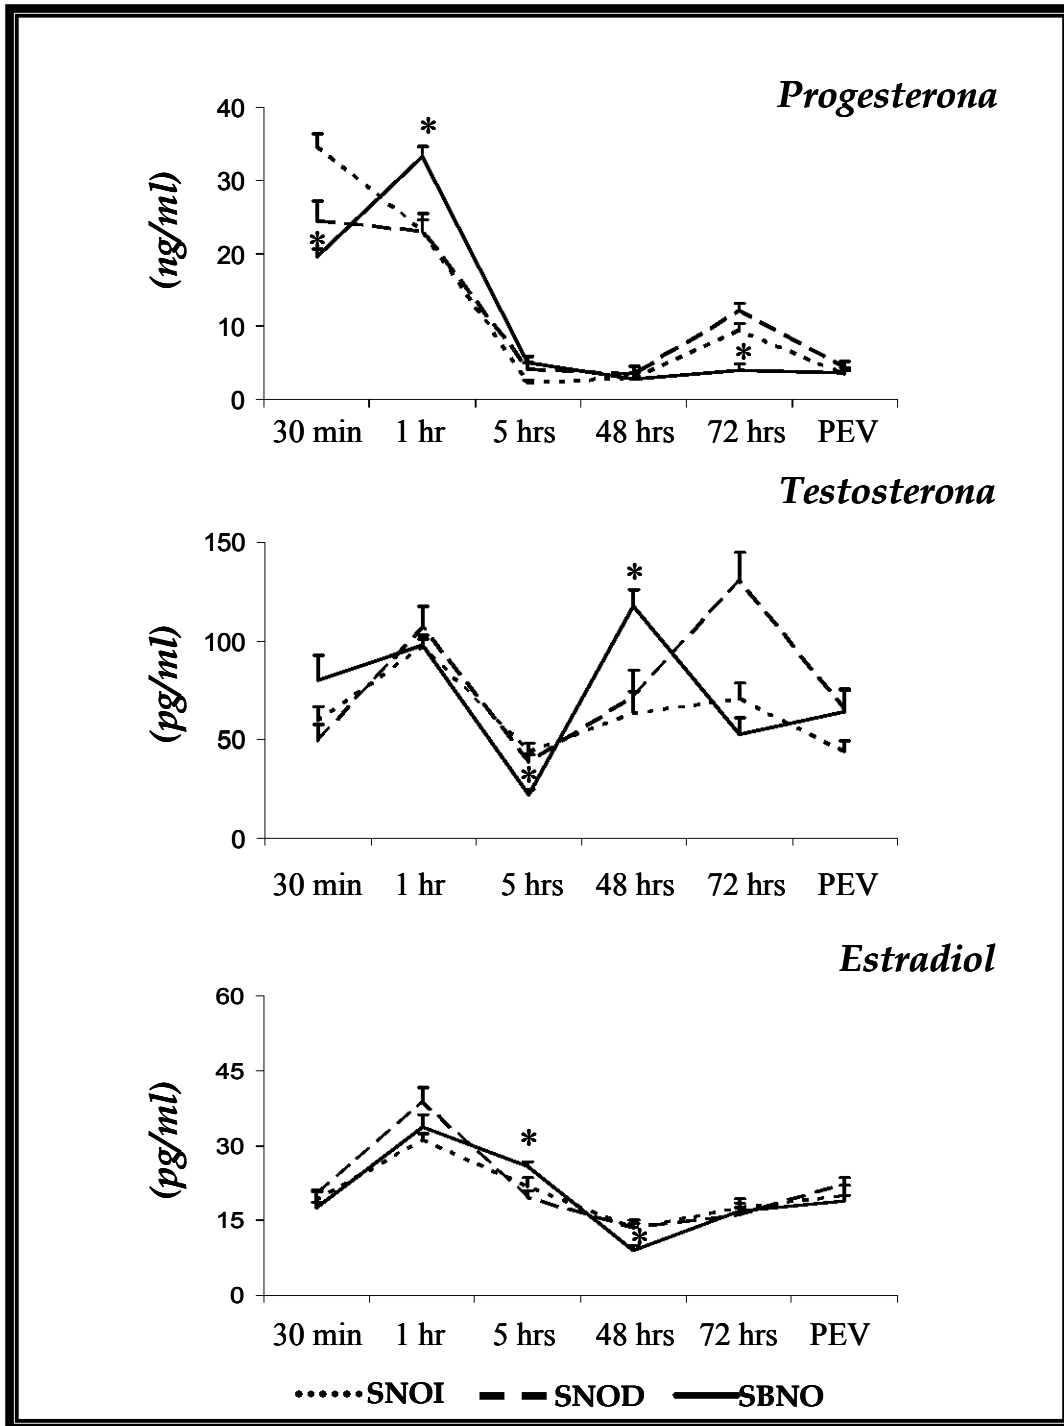 Progesterona
(ng/ml)
40
30
20
10
0
*
*
*
30 min 1 hr 5 hrs 48 hrs 72 hrs PEV
Testosterona
(pg/ml)
150
100
50
0
*
*
30 min 1 hr 5 hrs 48 hrs 72 hrs PEV
Estradiol
(pg/ml)
60
45
30
15
0
*
*
30 min 1 hr 5 hrs 48 hrs 72 hrs PEV
SNOI SNOD SBNO